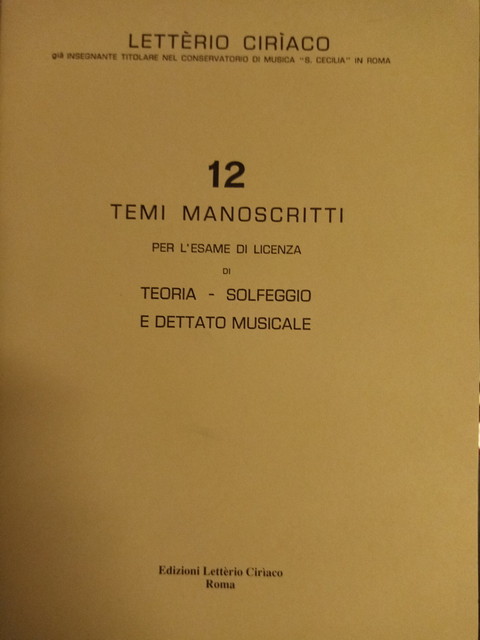 LETTÈRIO CIRÌACO
già INSEGNANTE TITOLARE NEL CONSERVATORIO DI MUSICA "S. CECILIA" IN ROMA
12
TEMI MANOSCRITTI
PER L'ESAME DI LICENZA
DI
TEORIA - SOLFEGGIO
E DETTATO MUSICALE
Edizioni Lettèrio Cirìaco
Roma